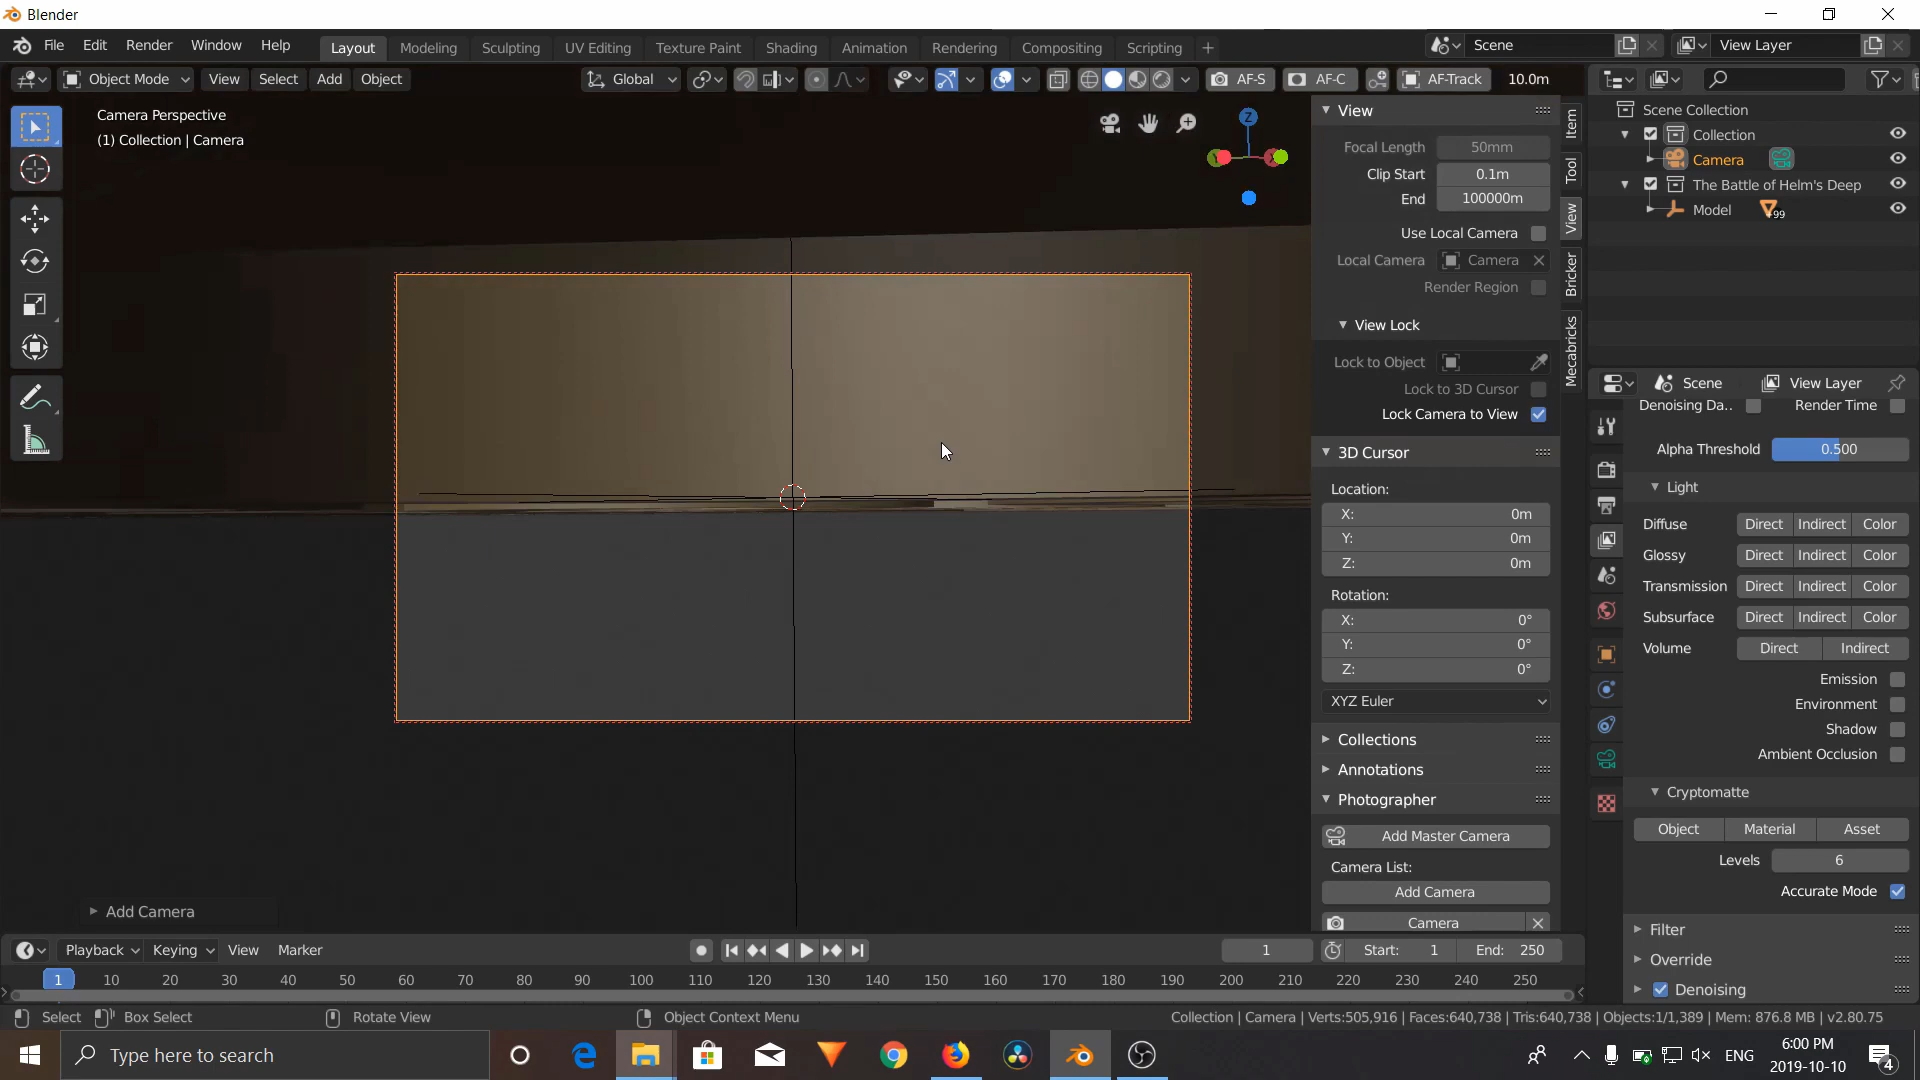 Blender
File Edit Render Window Help Layout Modeling Sculpting UV Editing Texture Paint Shading Animation Rendering Compositing Scripting + Scene View Layer
Object Mode View Select Add Object Global AF-S AF-C AF-Track 10.0m
Camera Perspective
(1) Collection | Camera
Z
Y
X
View
Focal Length 50mm
Clip Start 0.1m
End 100000m
Use Local Camera
Local Camera Camera
Render Region
View Lock
Lock to Object
Lock to 3D Cursor
Lock Camera to View
3D Cursor
Location:
X: 0m
Y: 0m
Z: 0m
Rotation:
X: 0°
Y: 0°
Z: 0°
XYZ Euler
Collections
Annotations
Photographer
Add Master Camera
Camera List:
Add Camera
Camera
Item
Tool
View
Bricker
Mecabricks
Scene Collection
Collection
Camera
The Battle of Helm's Deep
Model +99
Scene View Layer
Denoising Da.. Render Time
Alpha Threshold 0.500
Light
Diffuse Direct Indirect Color
Glossy Direct Indirect Color
Transmission Direct Indirect Color
Subsurface Direct Indirect Color
Volume Direct Indirect
Emission
Environment
Shadow
Ambient Occlusion
Cryptomatte
Object Material Asset
Levels 6
Accurate Mode
Filter
Override
Denoising
Add Camera
Playback Keying View Marker 1 Start: 1 End: 250
1 10 20 30 40 50 60 70 80 90 100 110 120 130 140 150 160 170 180 190 200 210 220 230 240 250
Select Box Select Rotate View Object Context Menu Collection | Camera | Verts:505,916 | Faces:640,738 | Tris:640,738 | Objects:1/1,389 | Mem: 876.8 MB | v2.80.75
Type here to search ENG 6:00 PM
2019-10-10 4